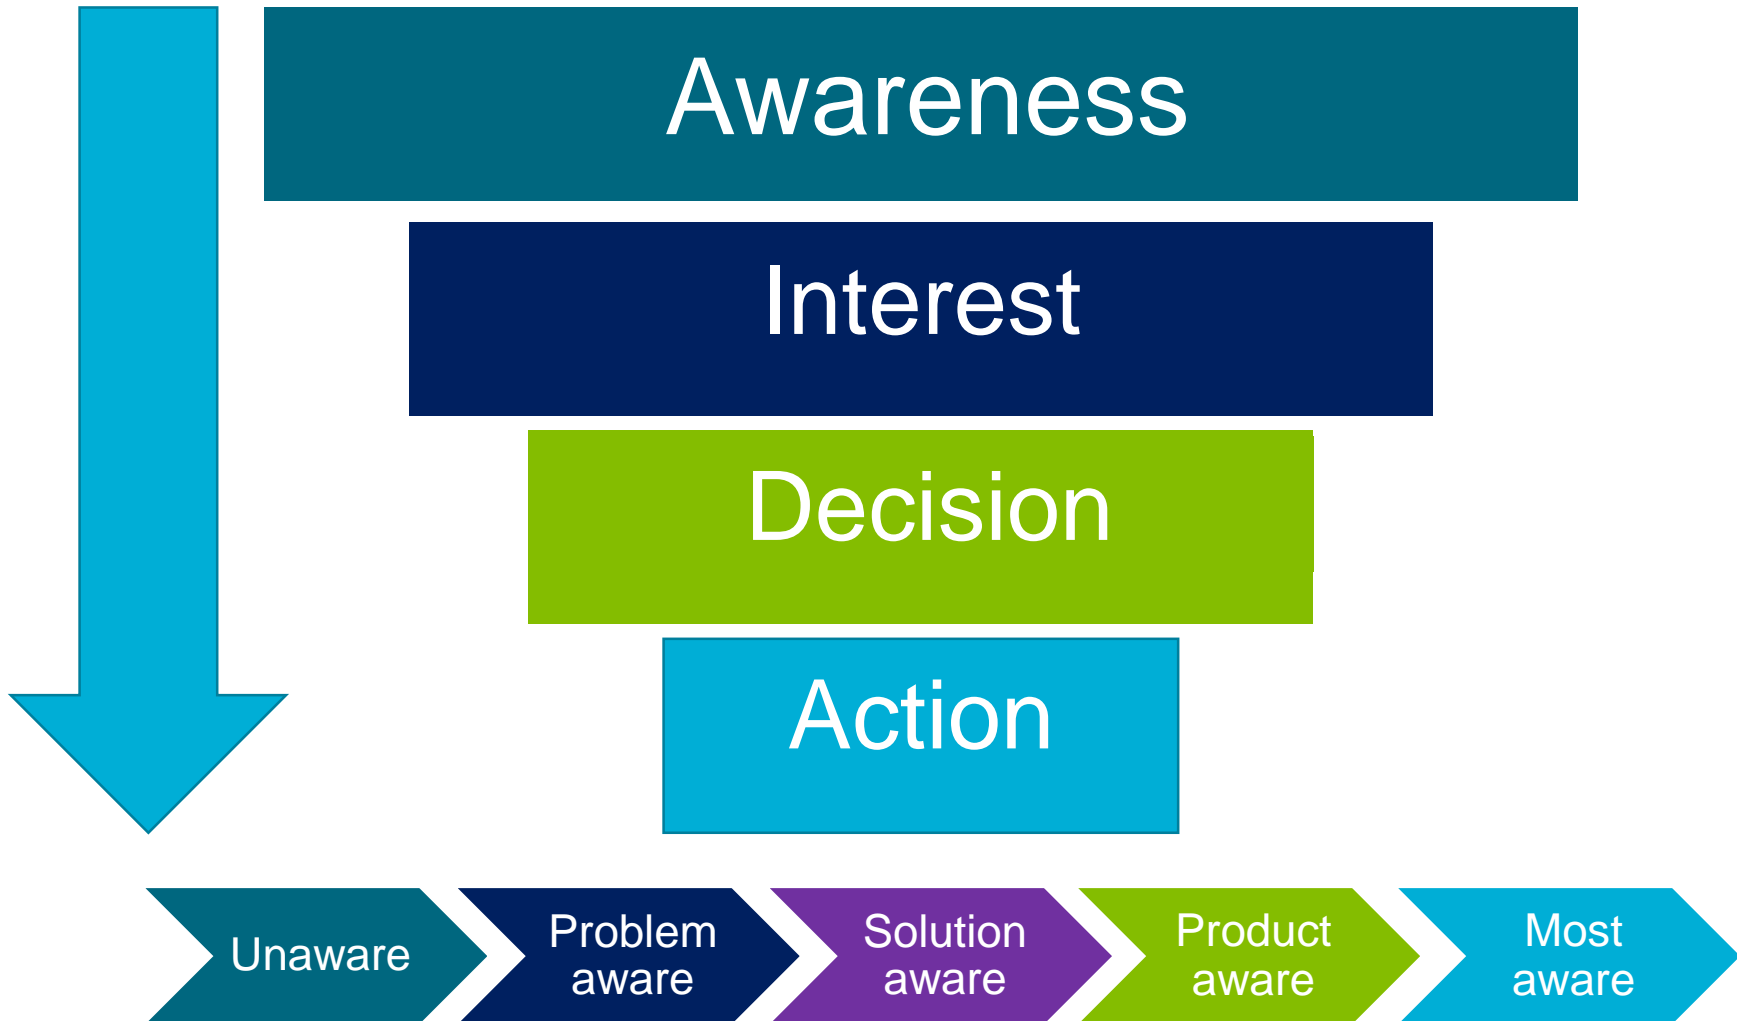 Awareness
Interest
Decision
Action
Unaware
Problem
aware
Solution
aware
Product
aware
Most
aware